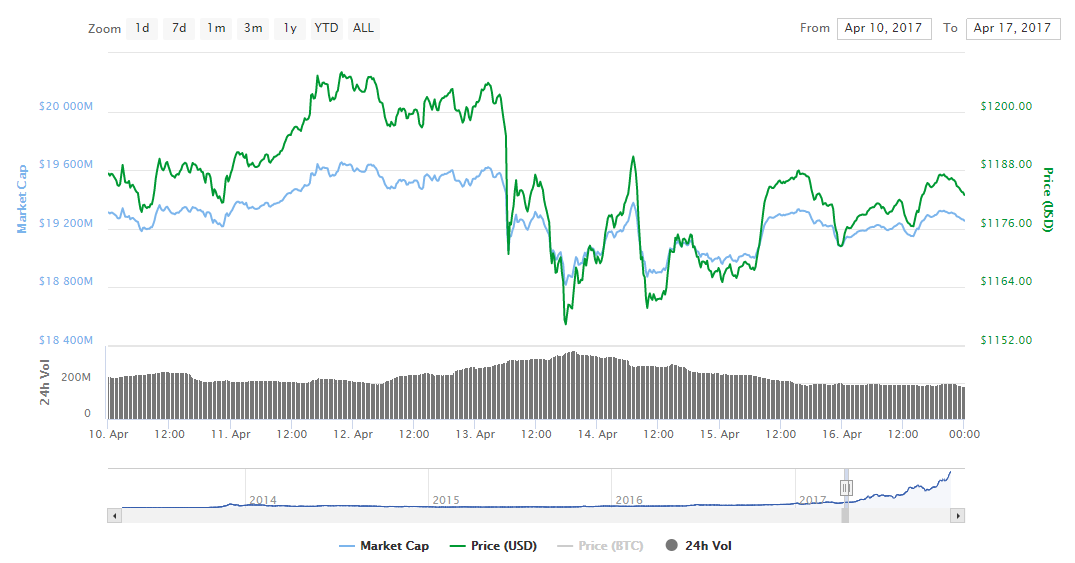 Zoom 1d 7d 1m 3m 1y YTD ALL From Apr 10, 2017 To Apr 17, 2017
Market Cap
$20 000M
$19 600M
$19 200M
$18 800M
$18 400M
$1200.00
$1188.00
$1176.00
$1164.00
$1152.00
Price (USD)
24h Vol
200M
0
10. Apr 12:00 11. Apr 12:00 12. Apr 12:00 13. Apr 12:00 14. Apr 12:00 15. Apr 12:00 16. Apr 12:00 00:00
2014 2015 2016 2017
Market Cap Price (USD) Price (BTC) 24h Vol